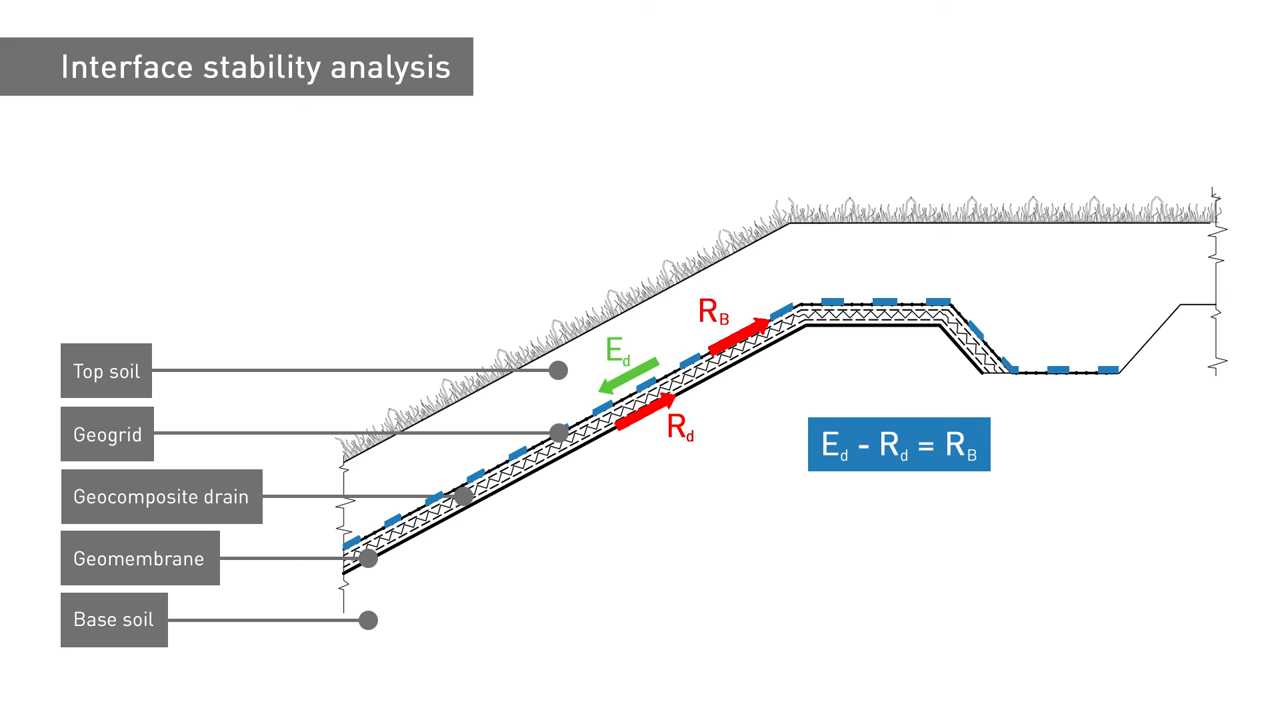 Interface stability analysis
R_B
E_d
R_d
Top soil
Geogrid
Geocomposite drain
Geomembrane
Base soil
E_d - R_d = R_B